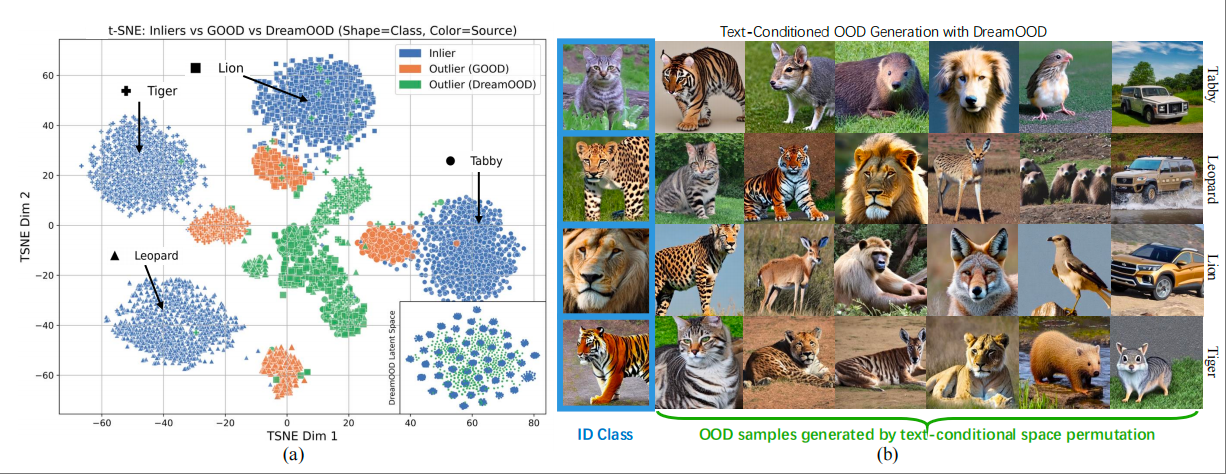 t-SNE: Inliers vs GOOD vs DreamOOD (Shape=Class, Color=Source)
Inlier
Outlier (GOOD)
Outlier (DreamOOD)
Lion
Tiger
Tabby
Leopard
TSNE Dim 2
60
40
20
0
−20
−40
−60
−60
−40
−20
0
20
40
60
80
TSNE Dim 1
DreamOOD Latent Space
(a)
Text-Conditioned OOD Generation with DreamOOD
Tabby
Leopard
Lion
Tiger
ID Class
OOD samples generated by text-conditional space permutation
(b)